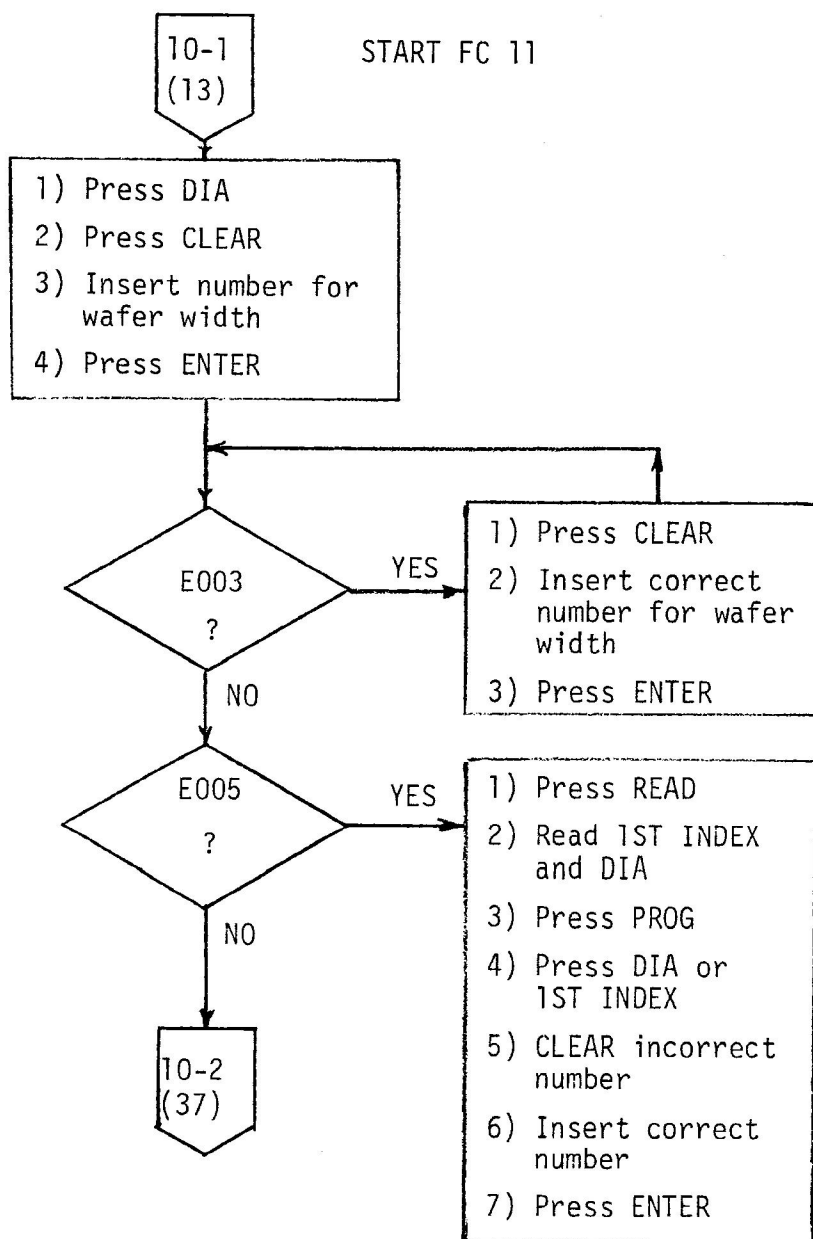 10-1
(13)
START FC 11
1) Press DIA
2) Press CLEAR
3) Insert number for
wafer width
4) Press ENTER
E003
?
YES
1) Press CLEAR
2) Insert correct
number for wafer
width
3) Press ENTER
NO
E005
?
YES
1) Press READ
2) Read 1ST INDEX
and DIA
3) Press PROG
4) Press DIA or
1ST INDEX
5) CLEAR incorrect
number
6) Insert correct
number
7) Press ENTER
NO
10-2
(37)